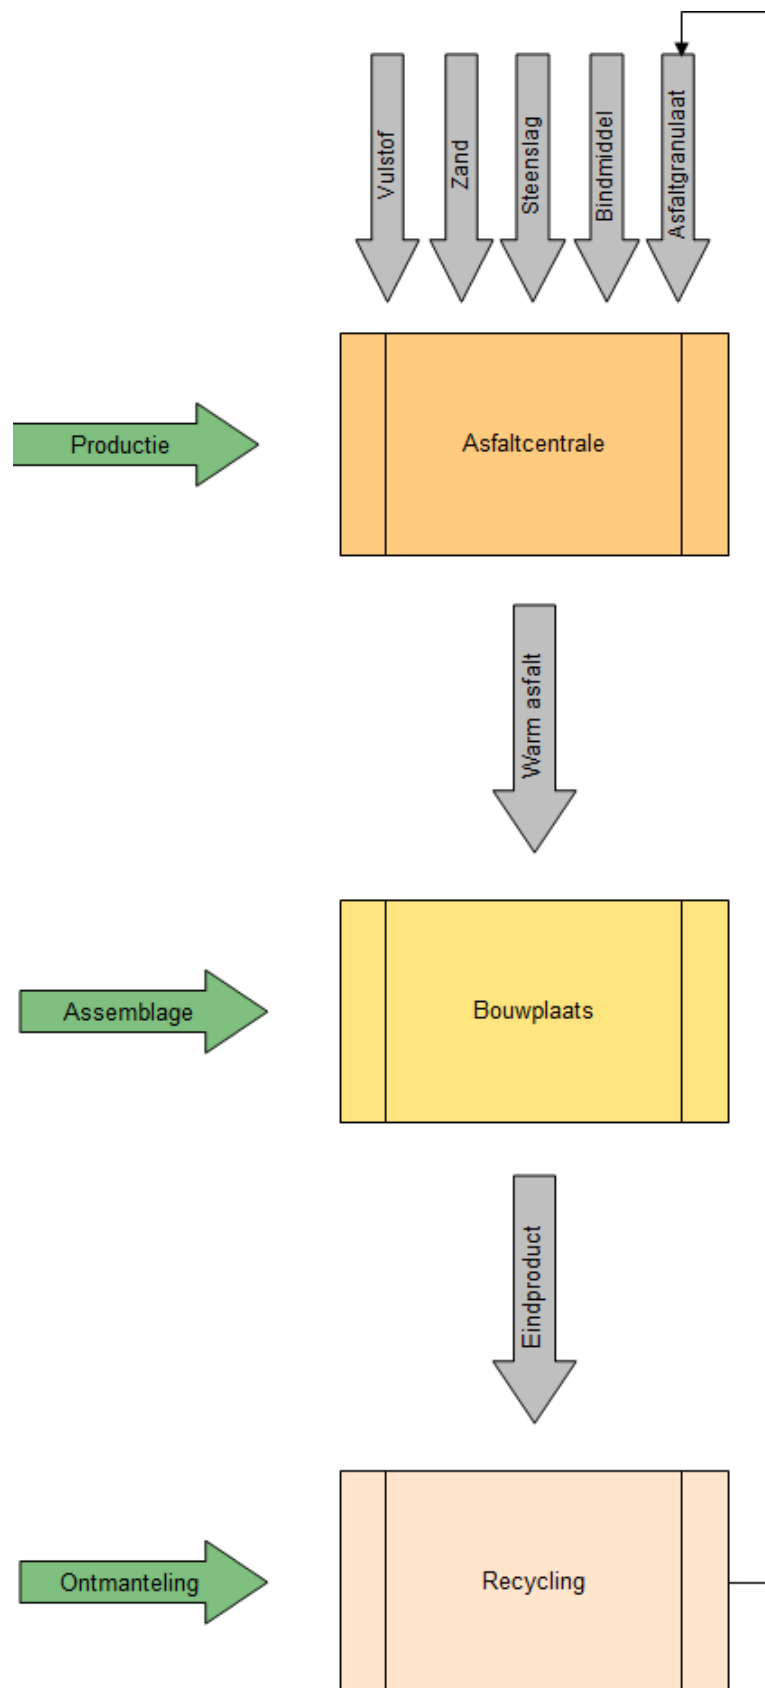 Vulstof
Zand
Steenslag
Bindmiddel
Asfaltgranulaat
Productie
Asfaltcentrale
Warm asfalt
Assemblage
Bouwplaats
Eindproduct
Ontmanteling
Recycling